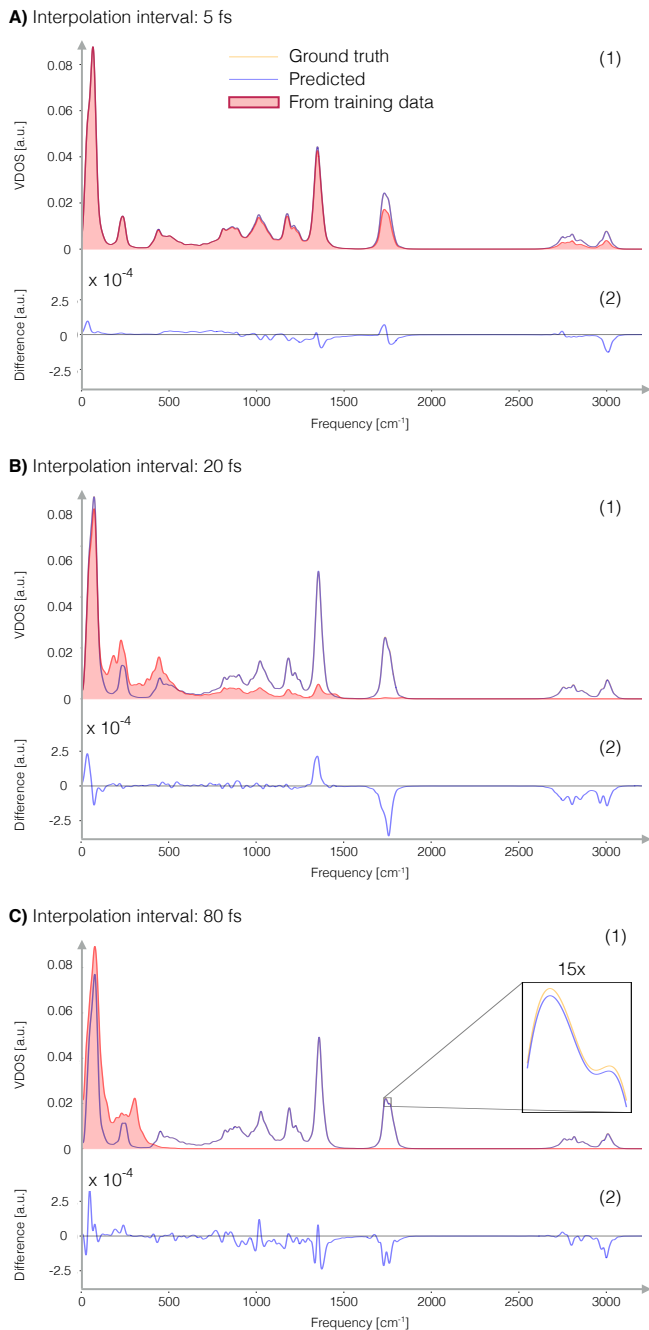 A) Interpolation interval: 5 fs
(1)
Ground truth
Predicted
From training data
VDOS [a.u.]
0.08
0.06
0.04
0.02
0
x 10-4
(2)
Difference [a.u.]
2.5
0
-2.5
0 500 1000 1500 2000 2500 3000
Frequency [cm-1]
B) Interpolation interval: 20 fs
(1)
VDOS [a.u.]
0.08
0.06
0.04
0.02
0
x 10-4
(2)
Difference [a.u.]
2.5
0
-2.5
0 500 1000 1500 2000 2500 3000
Frequency [cm-1]
C) Interpolation interval: 80 fs
(1)
15x
VDOS [a.u.]
0.08
0.06
0.04
0.02
0
x 10-4
(2)
Difference [a.u.]
2.5
0
-2.5
0 500 1000 1500 2000 2500 3000
Frequency [cm-1]